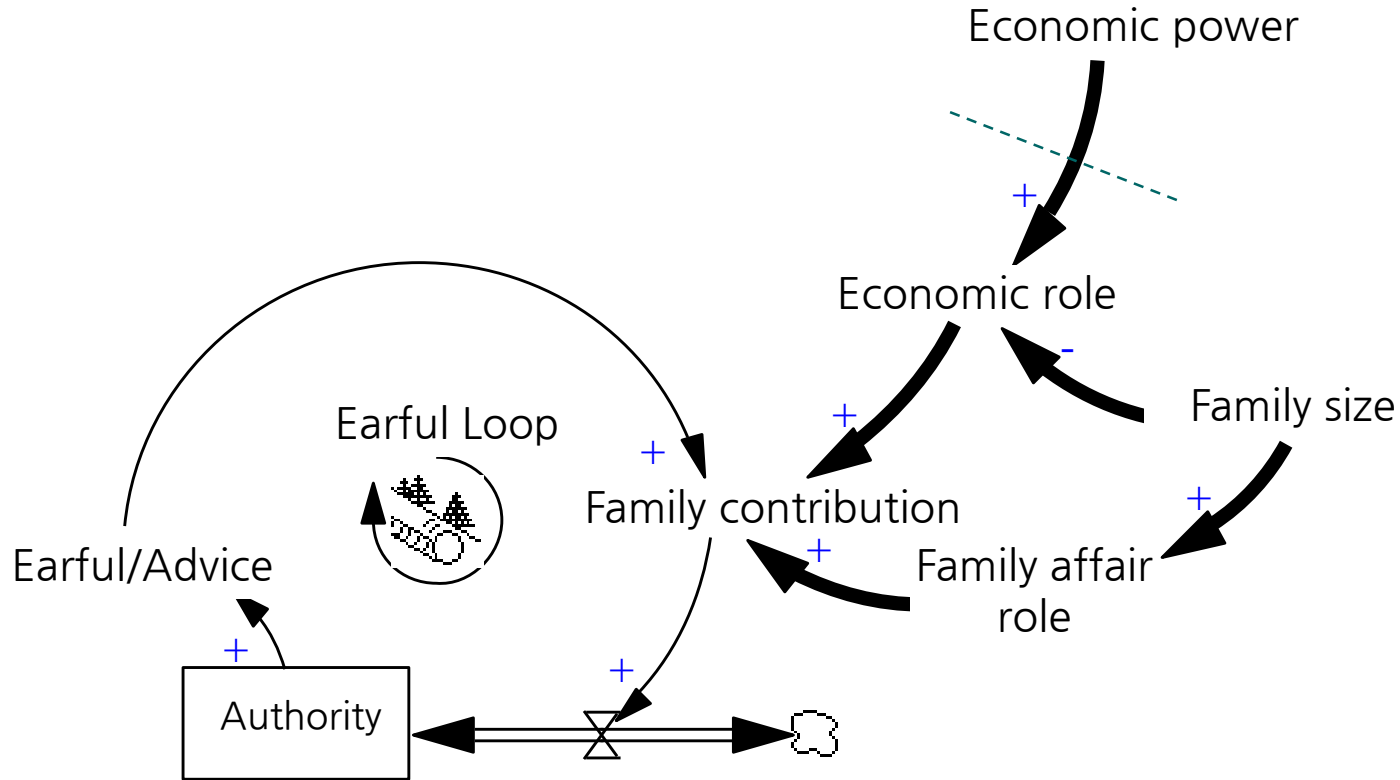 Economic power
+
Economic role
-
+
Family size
Earful Loop
+
+
Family contribution
+
Earful/Advice
Family affair
role
+
+
Authority